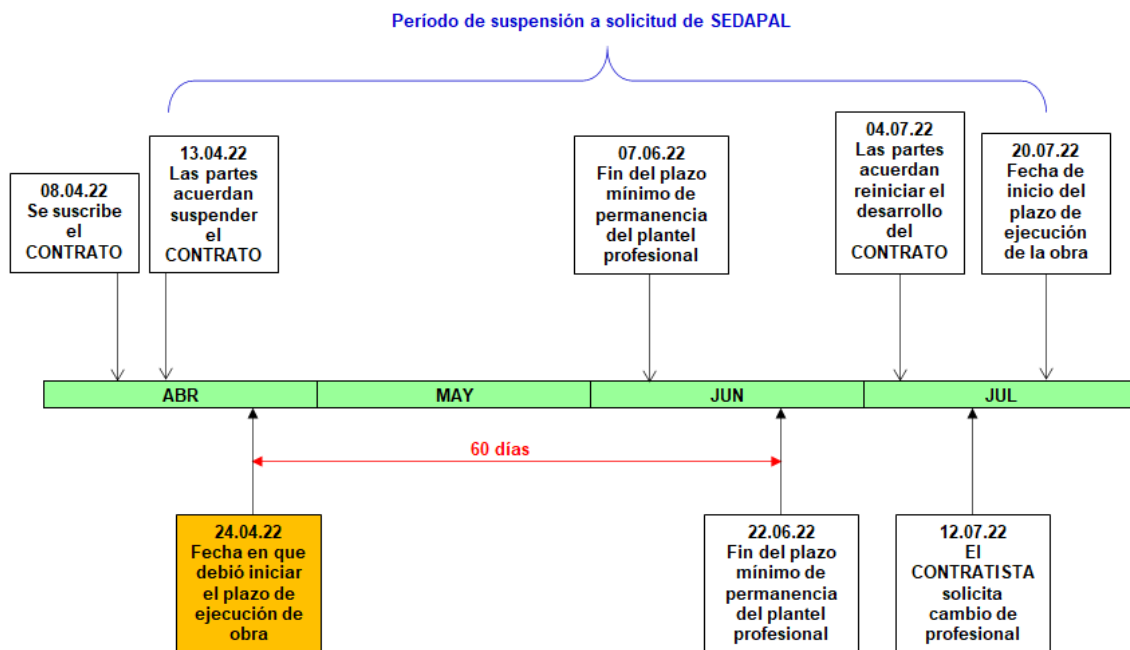 Período de suspensión a solicitud de SEDAPAL
08.04.22
Se suscribe
el
CONTRATO
13.04.22
Las partes
acuerdan
suspender
el
CONTRATO
07.06.22
Fin del plazo
mínimo de
permanencia
del plantel
profesional
04.07.22
Las partes
acuerdan
reiniciar el
desarrollo
del
CONTRATO
20.07.22
Fecha de
inicio del
plazo de
ejecución
de la obra
ABR
MAY
JUN
JUL
60 días
24.04.22
Fecha en que
debió iniciar
el plazo de
ejecución de
obra
22.06.22
Fin del plazo
mínimo de
permanencia
del plantel
profesional
12.07.22
El
CONTRATISTA
solicita
cambio de
profesional